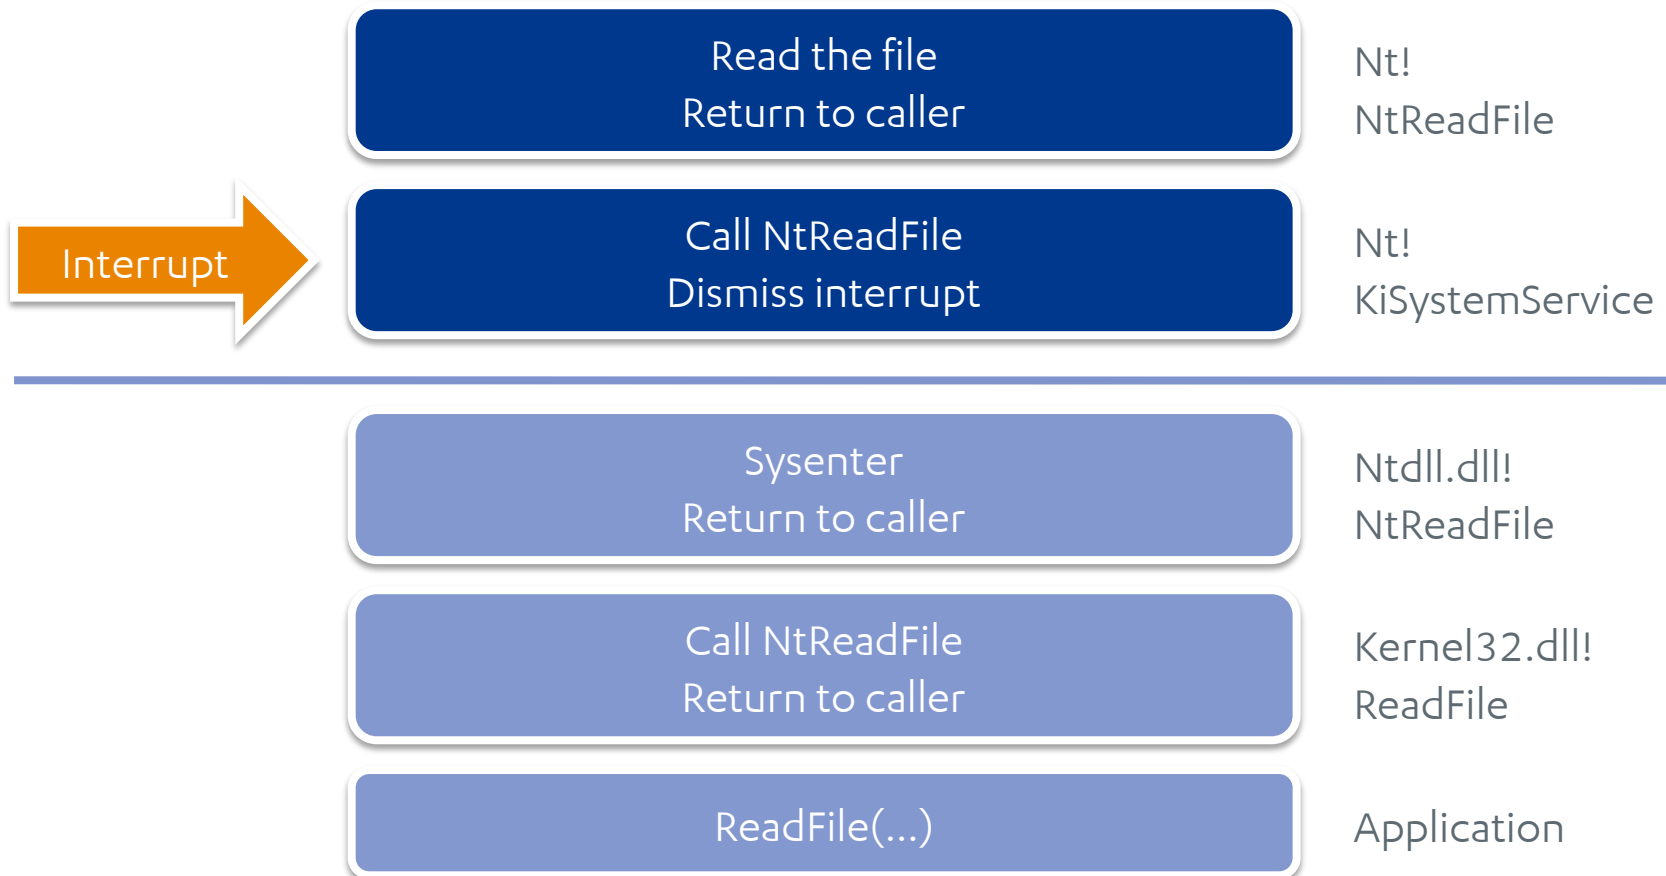 Read the file
Return to caller
Nt!
NtReadFile
Interrupt
Call NtReadFile
Dismiss interrupt
Nt!
KiSystemService
Sysenter
Return to caller
Ntdll.dll!
NtReadFile
Call NtReadFile
Return to caller
Kernel32.dll!
ReadFile
ReadFile(...)
Application